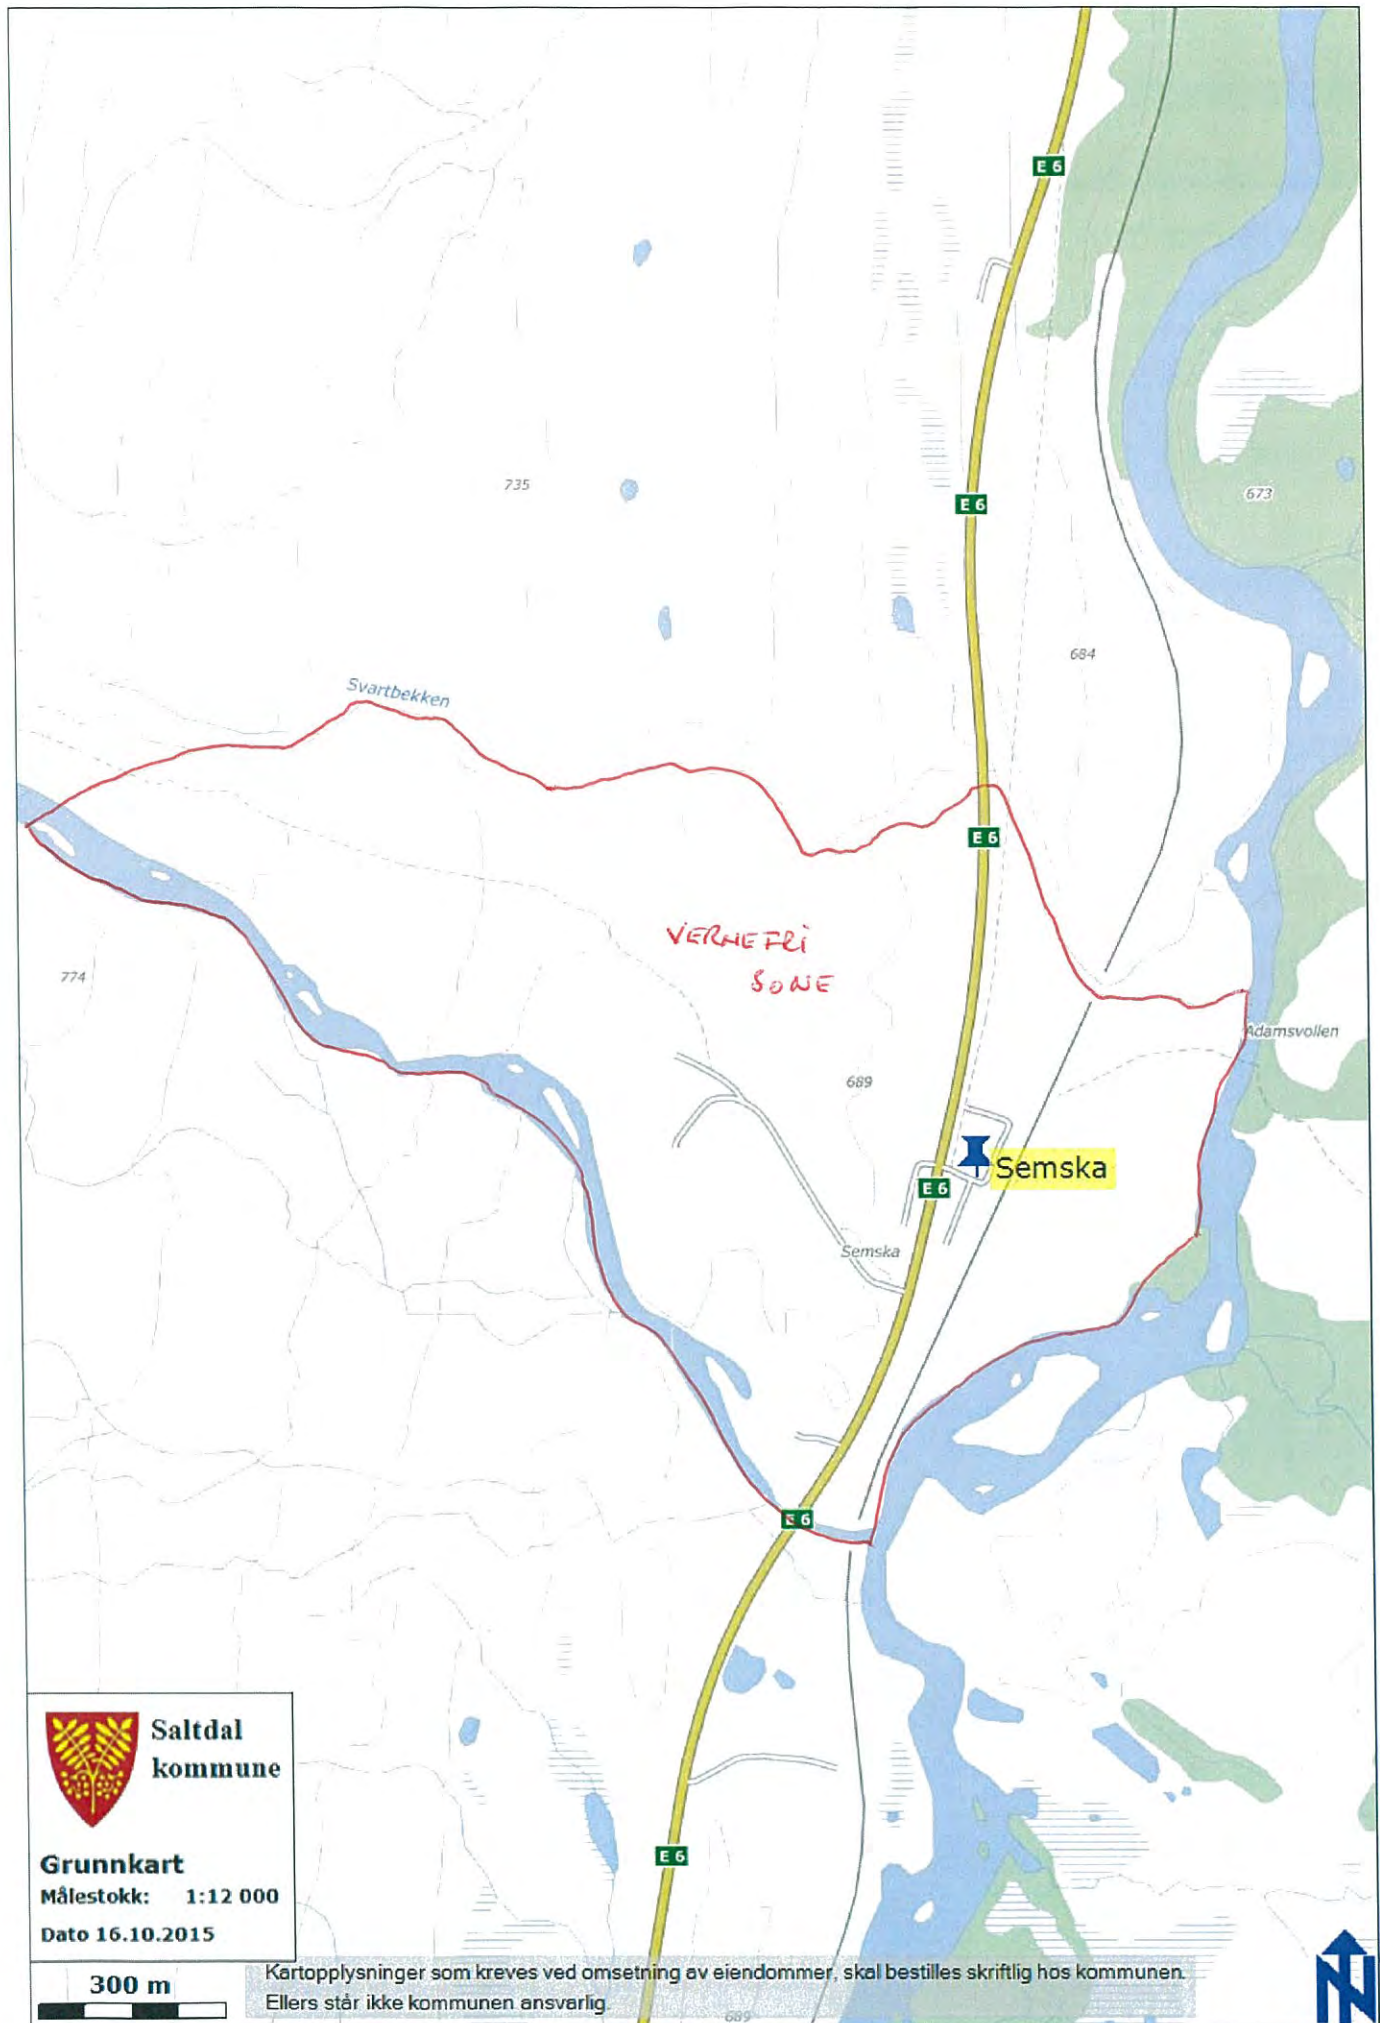 E 6
735
E 6
673
684
Svartbekken
E 6
VERNEFRI
SONE
774
Adamsvollen
689
Semska
E 6
Semska
E 6
Saltdal
kommune
Grunnkart
Målestokk: 1:12 000
Dato 16.10.2015
E 6
300 m
Kartopplysninger som kreves ved omsetning av eiendommer, skal bestilles skriftlig hos kommunen.
Ellers står ikke kommunen ansvarlig.
689
N